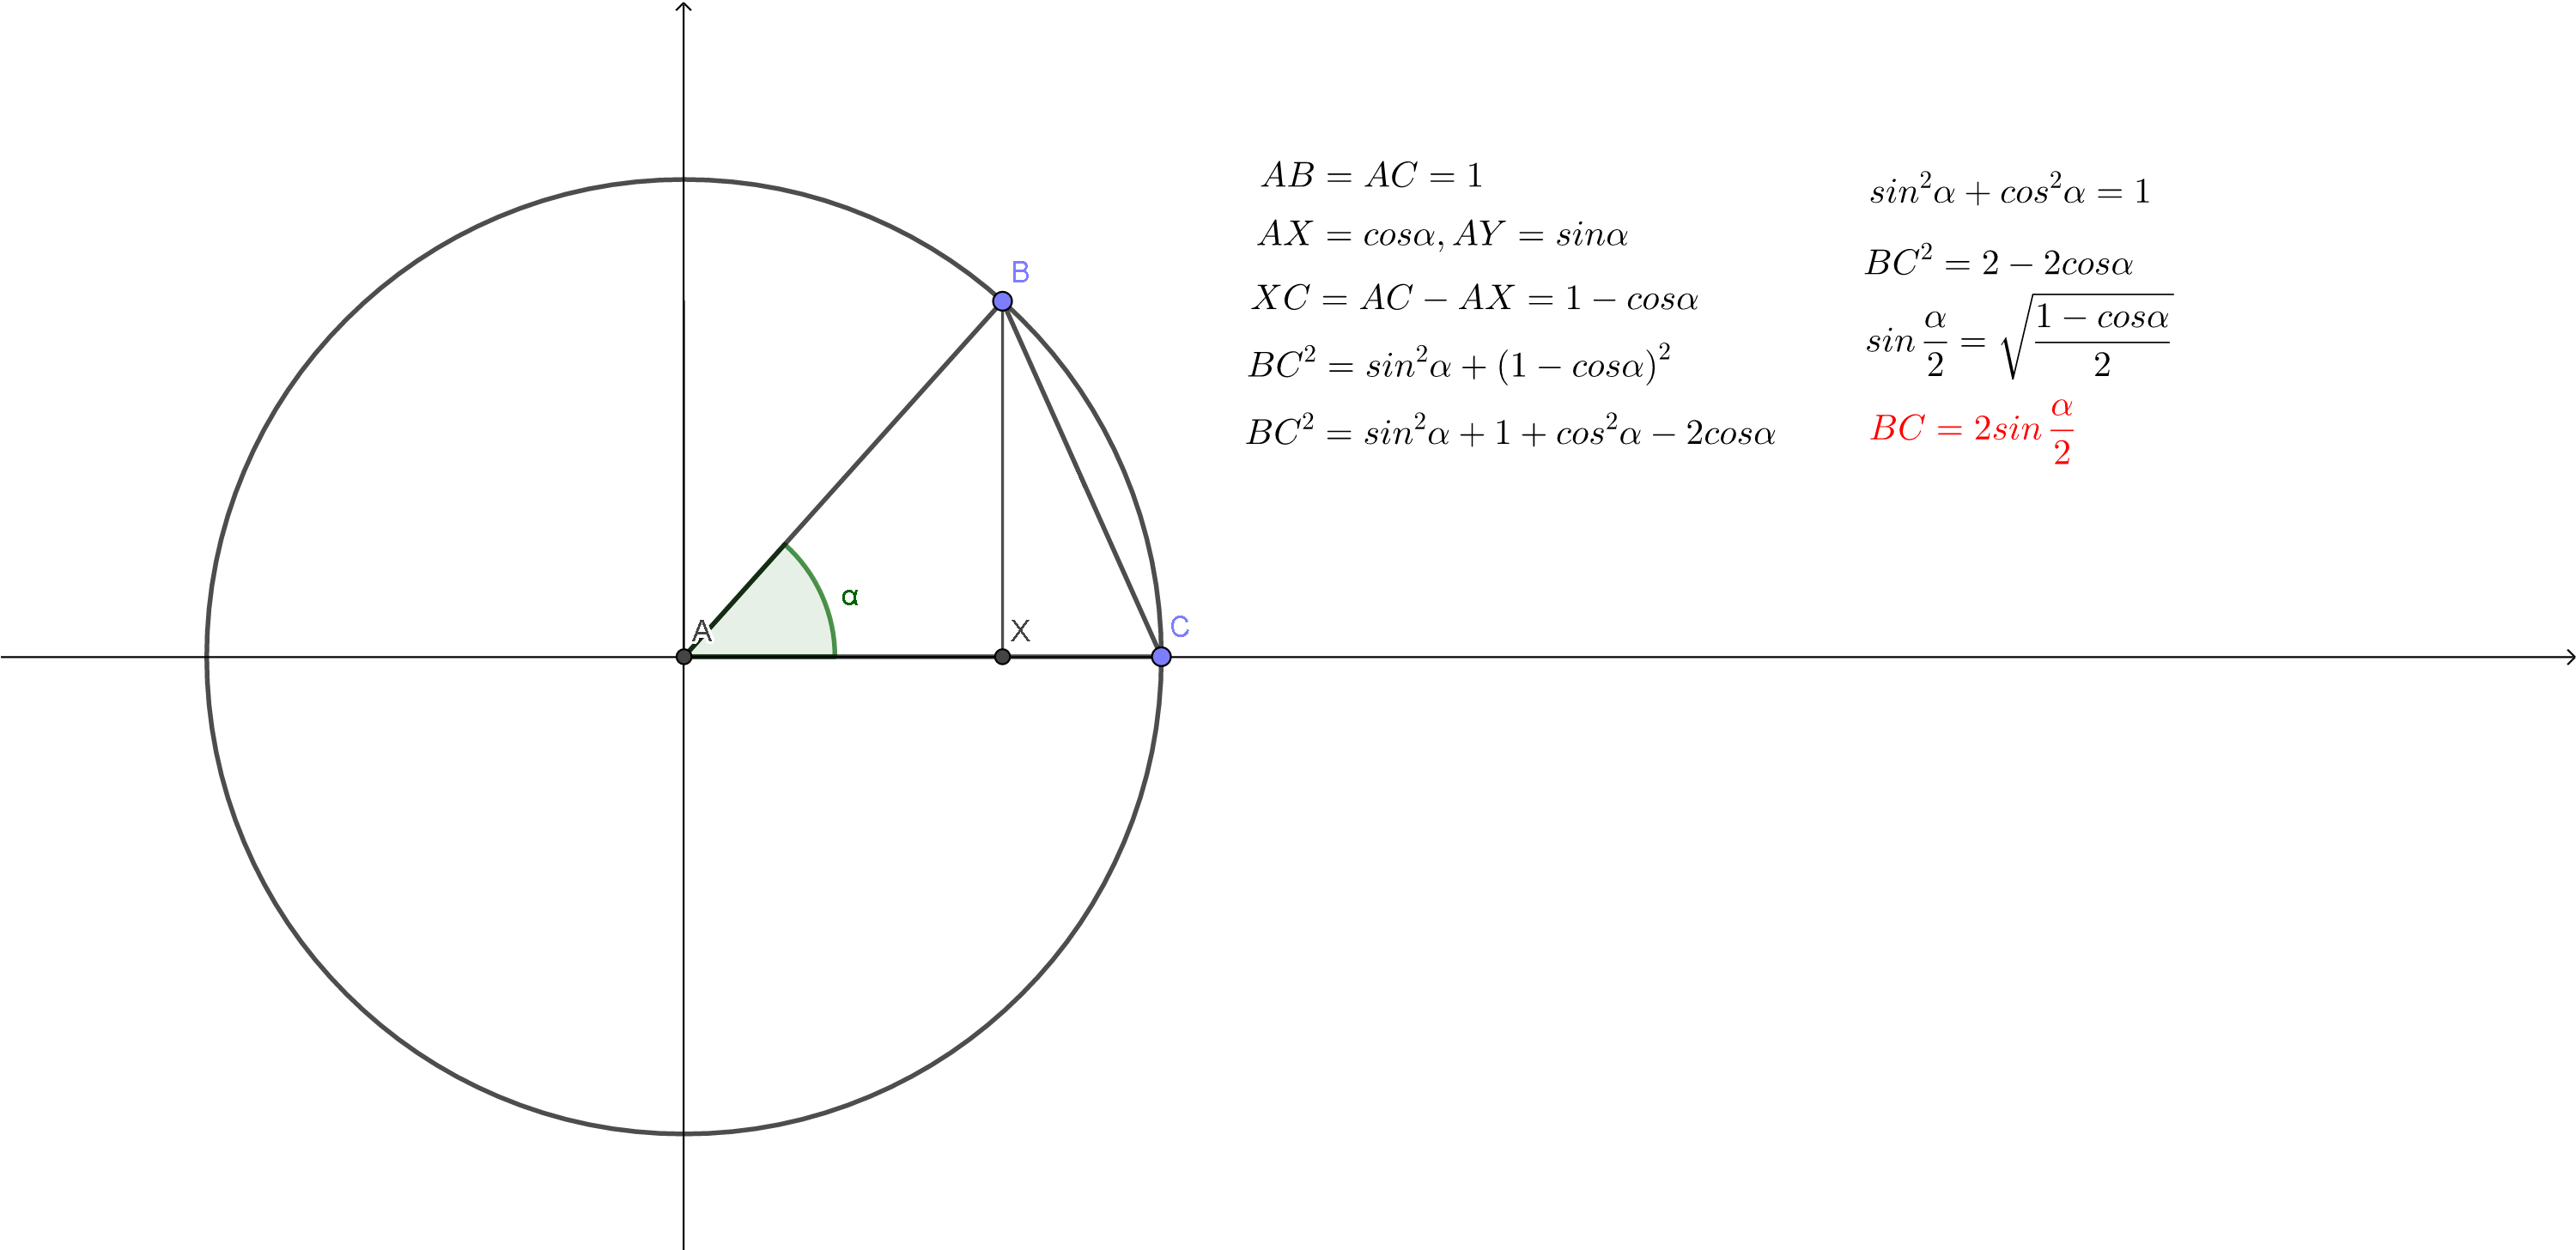 B
α
A
X
C
AB = AC = 1
AX = cosα, AY = sinα
XC = AC − AX = 1 − cosα
BC² = sin²α + (1 − cosα)²
BC² = sin²α + 1 + cos²α − 2cosα
sin²α + cos²α = 1
BC² = 2 − 2cosα
sin α/2 = √((1 − cosα)/2)
BC = 2sin α/2